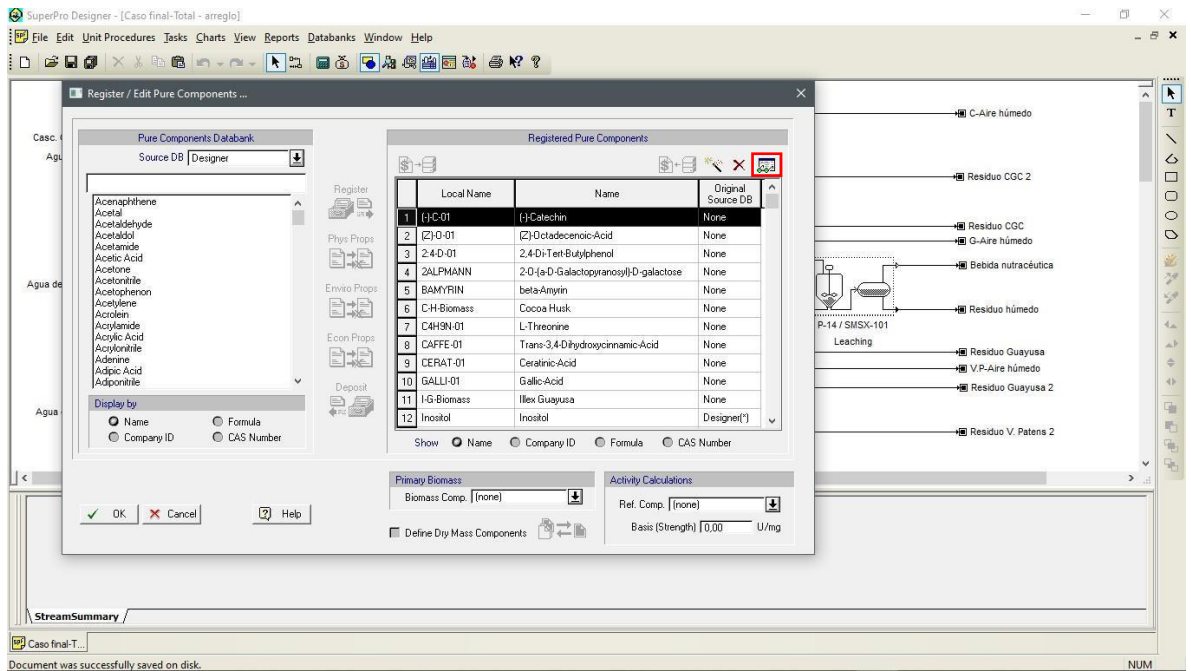 SuperPro Designer - [Caso final-Total - arreglo]
File Edit Unit Procedures Tasks Charts View Reports Databanks Window Help
Register / Edit Pure Components ...
Pure Components Databank
Source DB Designer
Acenaphthene
Acetal
Acetaldehyde
Acetaldol
Acetamide
Acetic Acid
Acetone
Acetonitrile
Acetophenon
Acetylene
Acrolein
Acrylamide
Acrylic Acid
Acrylonitrile
Adenine
Adipic Acid
Adiponitrile
Display by
Name Formula
Company ID CAS Number
Register
Phys Props
Enviro Props
Econ Props
Deposit
Registered Pure Components
Local Name Name Original Source DB
1 (-)-C-01 (-)-Catechin None
2 (Z)-O-01 (Z)-Octadecenoic-Acid None
3 2:4-D-01 2,4-Di-Tert-Butylphenol None
4 2ALPMANN 2-O-(a-D-Galactopyranosyl)-D-galactose None
5 BAMYRIN beta-Amyrin None
6 C-H-Biomass Cocoa Husk None
7 C4H9N-01 L-Threonine None
8 CAFFE-01 Trans-3,4-Dihydroxycinnamic-Acid None
9 CERAT-01 Ceratinic-Acid None
10 GALLI-01 Gallic-Acid None
11 I-G-Biomass Illex Guayusa None
12 Inositol Inositol Designer(*)
Show Name Company ID Formula CAS Number
Primary Biomass
Biomass Comp. (none)
Define Dry Mass Components
Activity Calculations
Ref. Comp. (none)
Basis (Strength) 0,00 U/mg
OK Cancel Help
Casc.
Agu
Agua de
Agua
C-Aire húmedo
Residuo CGC 2
Residuo CGC
G-Aire húmedo
Bebida nutracéutica
Residuo húmedo
P-14 / SMSX-101
Leaching
Residuo Guayusa
V.P-Aire húmedo
Residuo Guayusa 2
Residuo V. Patens 2
T
StreamSummary
Caso final-T...
Document was successfully saved on disk. NUM